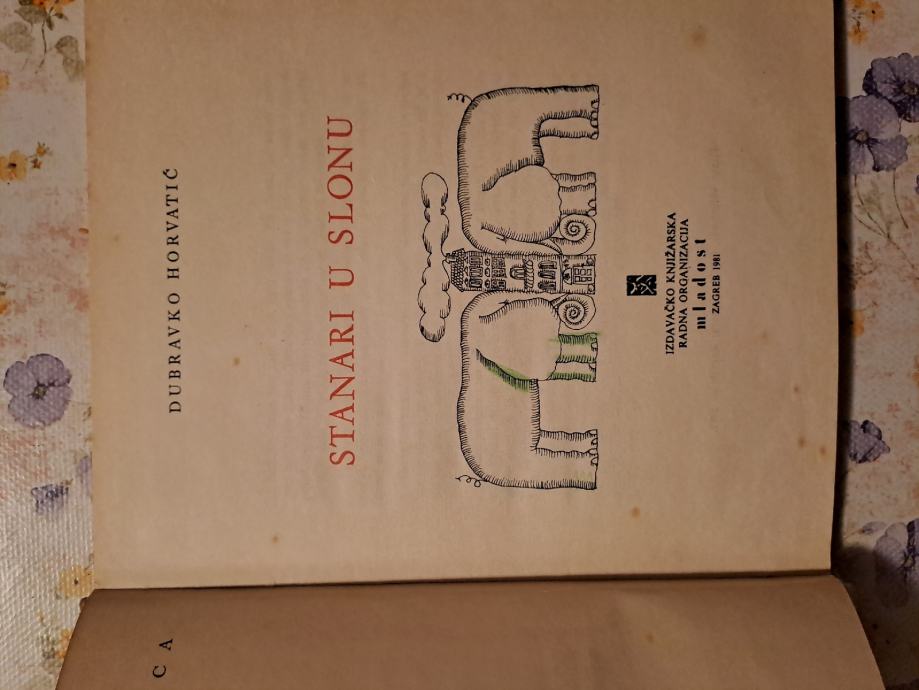 DUBRAVKO HORVATIĆ
STANARI U SLONU
IZDAVAČKO KNJIŽARSKA
RADNA ORGANIZACIJA
mladost
ZAGREB 1981
C A